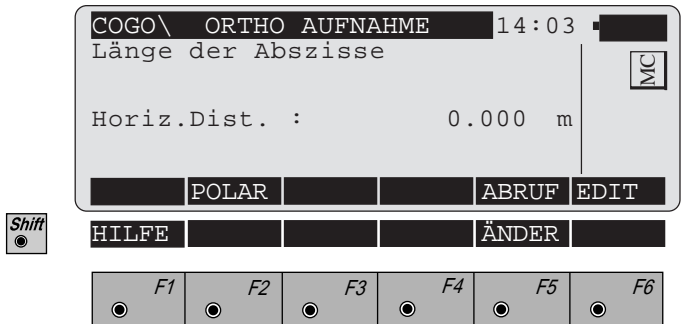 COGO\ ORTHO AUFNAHME 14:03
Länge der Abszisse
MC
Horiz.Dist. : 0.000 m
POLAR ABRUF EDIT
Shift
HILFE ÄNDER
F1 F2 F3 F4 F5 F6